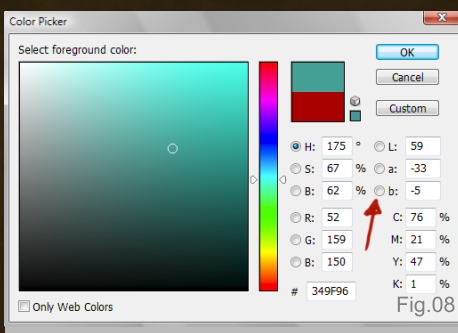 Color Picker
Select foreground color:
OK
Cancel
Custom
H: 175 °
S: 67 %
B: 62 %
R: 52
G: 159
B: 150
# 349F96
L: 59
a: -33
b: -5
C: 76 %
M: 21 %
Y: 47 %
K: 1 %
Only Web Colors
Fig.08